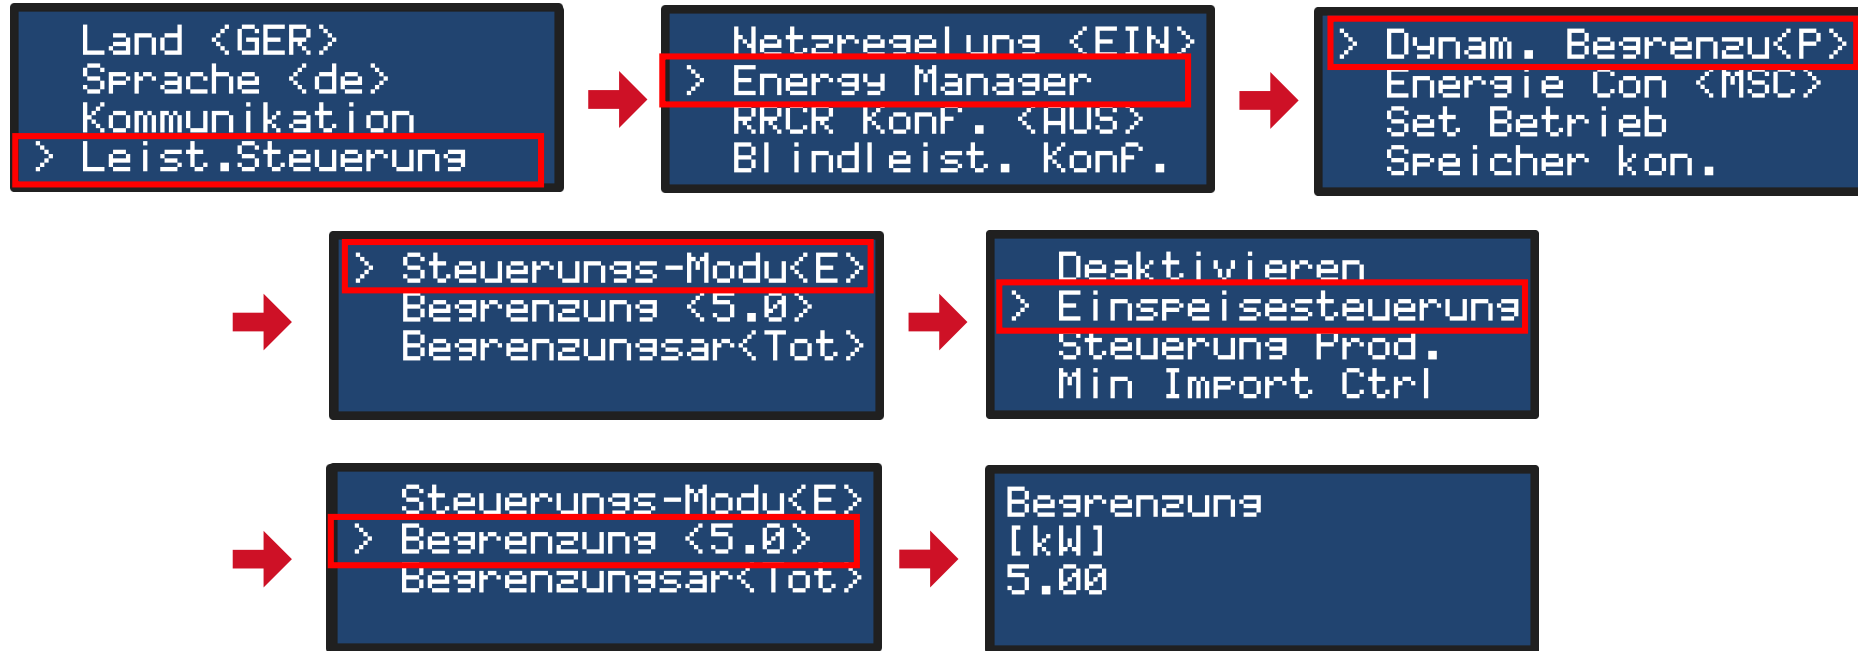 Land <GER>
Sprache <de>
Kommunikation
> Leist.Steuerung
Netzregelung <EIN>
> Energy Manager
RRCR Konf. <AUS>
Blindleist. Konf.
> Dynam. Begrenzu<P>
Energie Con <MSC>
Set Betrieb
Speicher kon.
> Steuerungs-Modu<E>
Begrenzung <5.0>
Begrenzungsar<Tot>
Deaktivieren
> Einspeisesteuerung
Steuerung Prod.
Min Import Ctrl
Steuerungs-Modu<E>
> Begrenzung <5.0>
Begrenzungsar<Tot>
Begrenzung
[kW]
5.00